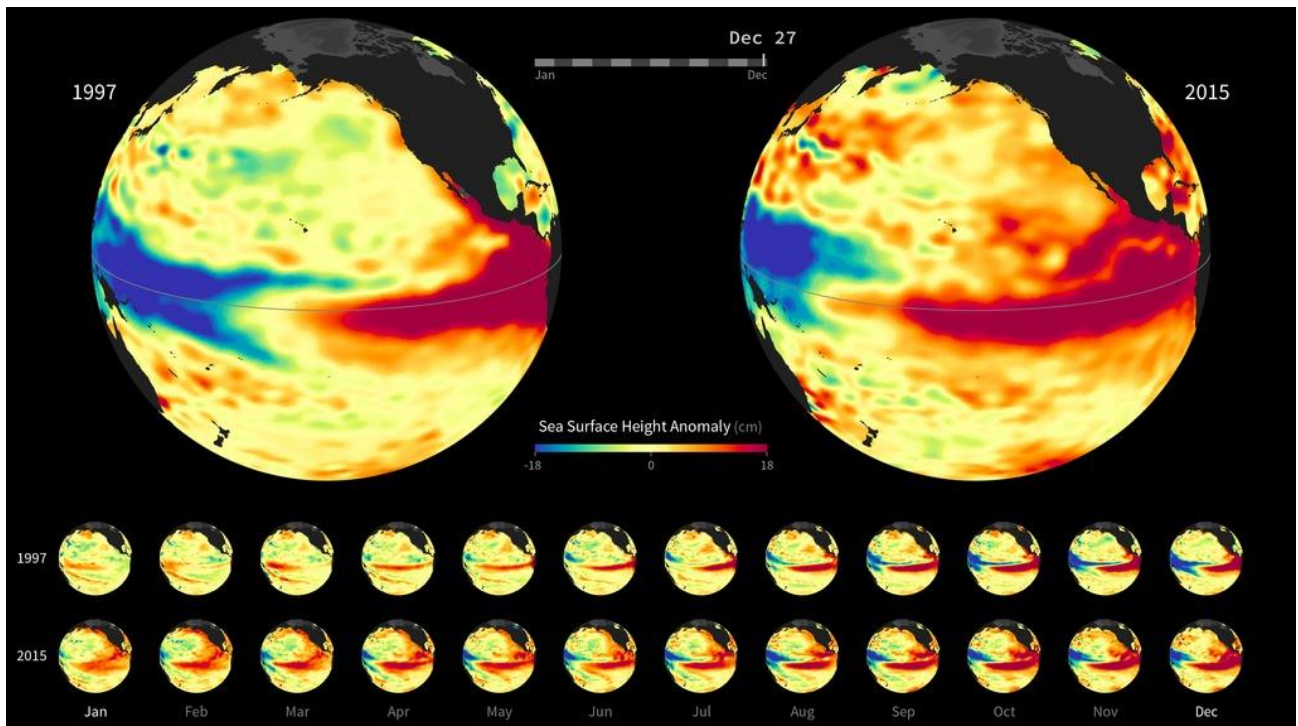 Dec 27
Jan Dec
1997
2015
Sea Surface Height Anomaly (cm)
-18 0 18
1997
2015
Jan Feb Mar Apr May Jun Jul Aug Sep Oct Nov Dec